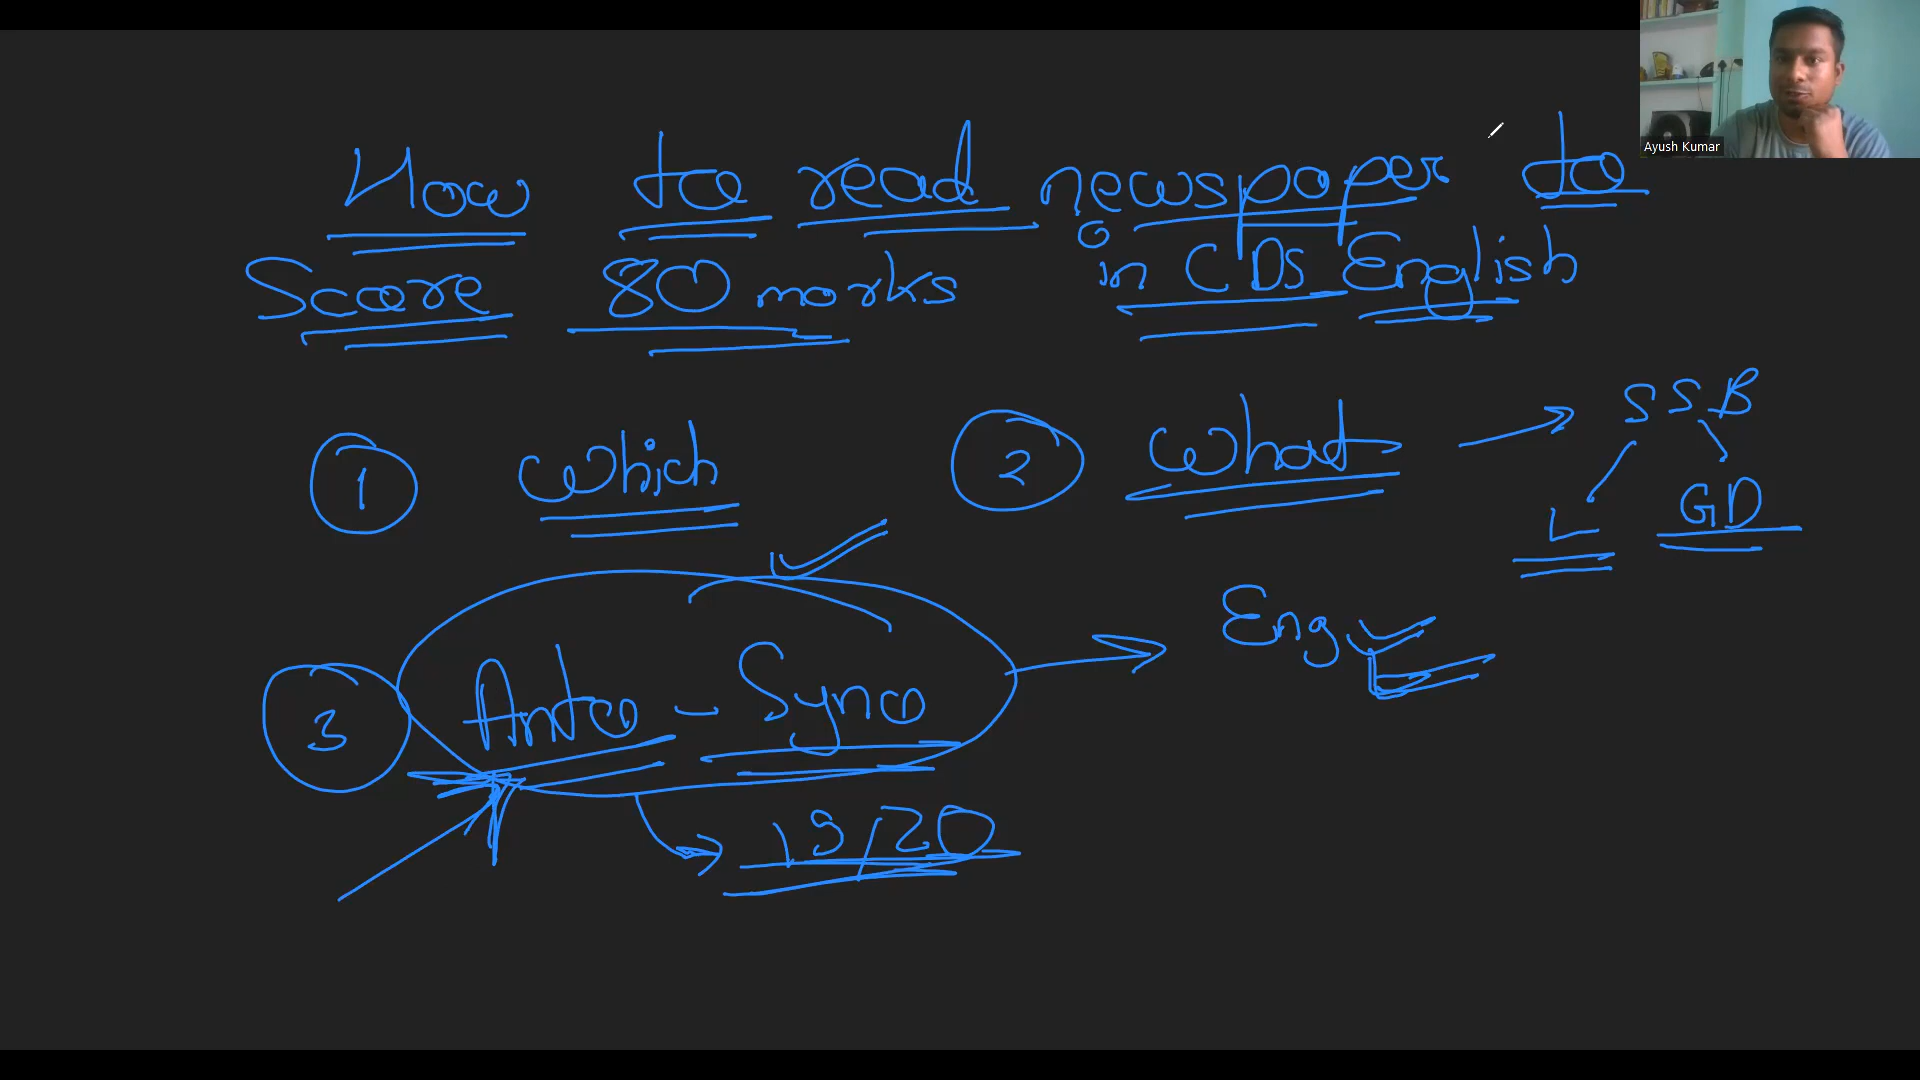 Ayush Kumar
How to read newspaper to
Score 80 marks in CDS English
1 Which 2 What → SSB
L GD
3 Anto - Syno → Eng
19/20